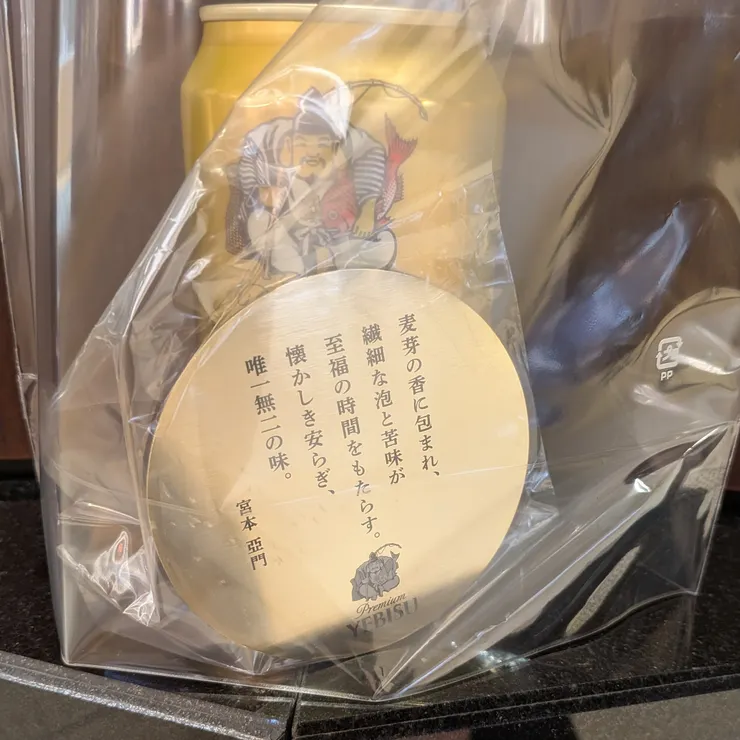 麦芽の香に包まれ、
繊細な泡と苦味が
至福の時間をもたらす。
懐かしき安らぎ、
唯一無二の味。
宮本 亞門
Premium
YEBISU
PP